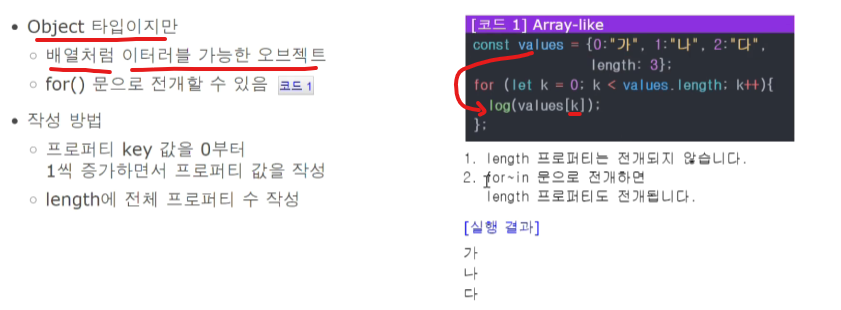 Object 타입이지만
배열처럼 이터러블 가능한 오브젝트
for() 문으로 전개할 수 있음 코드 1
작성 방법
프로퍼티 key 값을 0부터
1씩 증가하면서 프로퍼티 값을 작성
length에 전체 프로퍼티 수 작성
[코드 1] Array-like
const values = {0:"가", 1:"나", 2:"다",
length: 3};
for (let k = 0; k < values.length; k++){
log(values[k]);
};
1. length 프로퍼티는 전개되지 않습니다.
2. for~in 문으로 전개하면
length 프로퍼티도 전개됩니다.
[실행 결과]
가
나
다